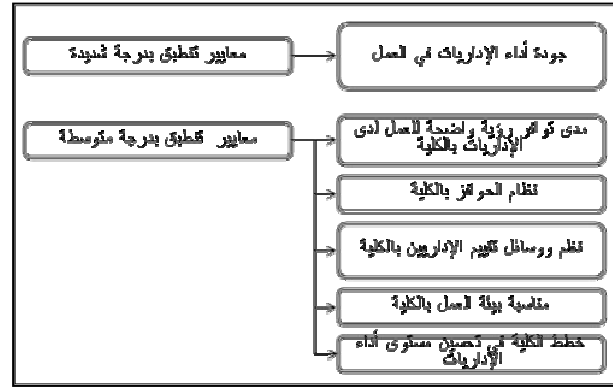 معايير تنطبق بدرجة شديدة
جودة أداء الإداريات في العمل
معايير تنطبق بدرجة متوسطة
مدى توافر رؤية واضحة للعمل لدى
الإداريات بالكلية
نظام الحوافز بالكلية
نظم ووسائل تقييم الإداريين بالكلية
مناسبة بيئة العمل بالكلية
خطط الكلية في تحسين مستوى أداء
الإداريات